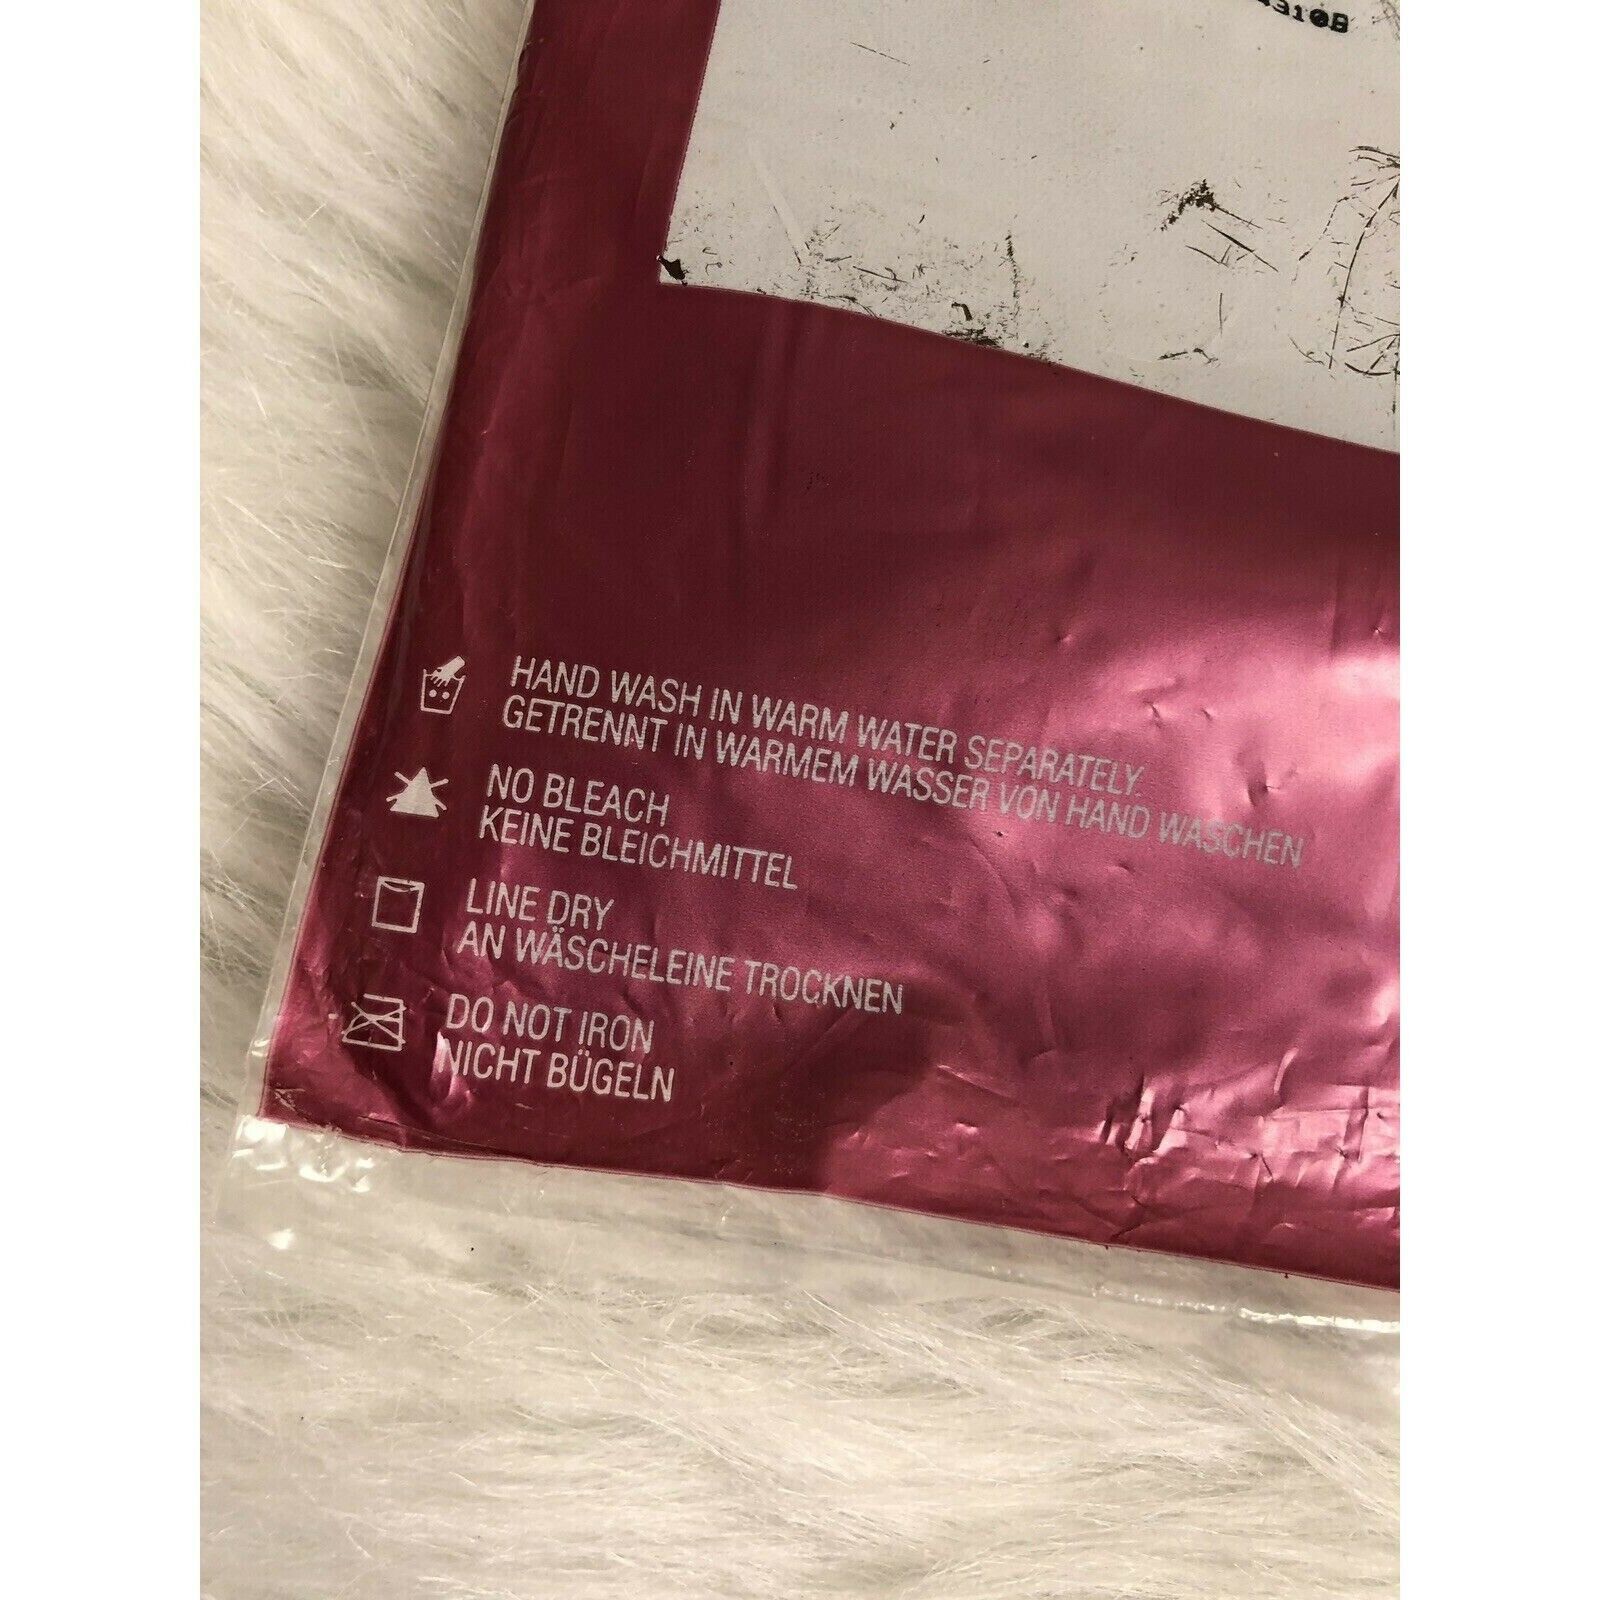 HAND WASH IN WARM WATER SEPARATELY.
GETRENNT IN WARMEM WASSER VON HAND WASCHEN
NO BLEACH
KEINE BLEICHMITTEL
LINE DRY
AN WÄSCHELEINE TROCKNEN
DO NOT IRON
NICHT BÜGELN